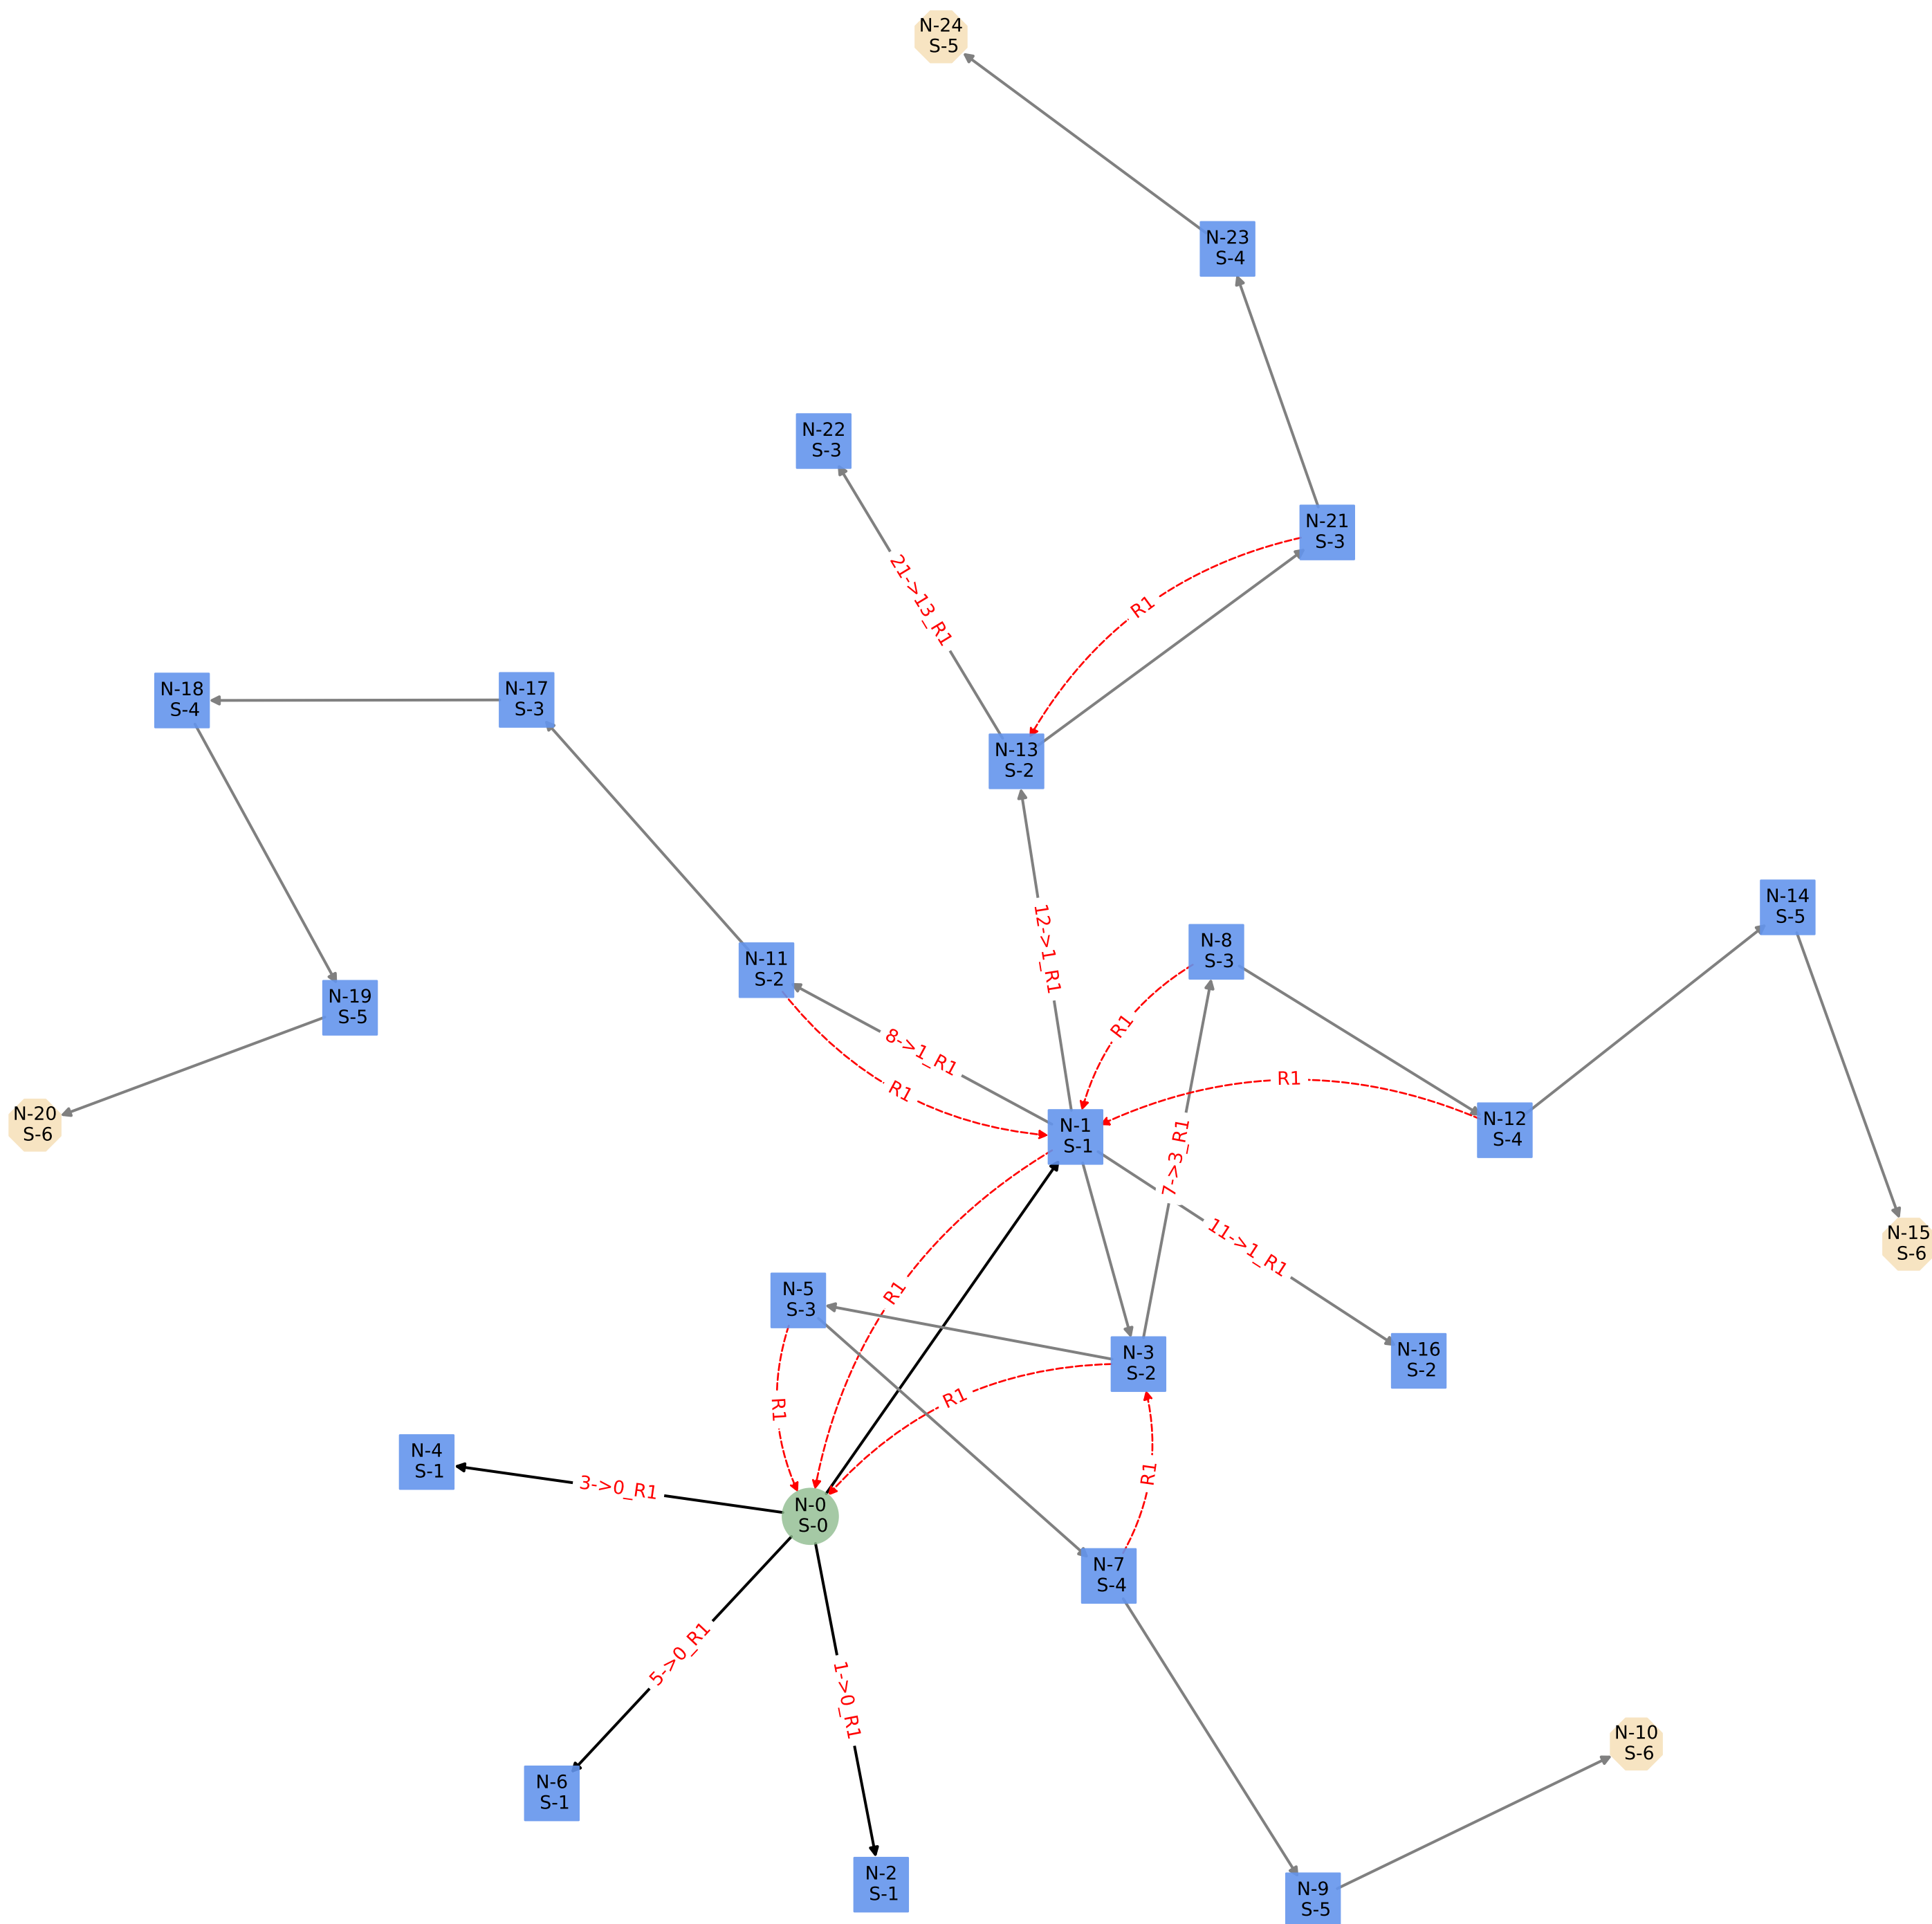 N-24
S-5
N-23
S-4
N-22
S-3
N-21
S-3
21->13_R1
R1
N-18
S-4
N-17
S-3
N-13
S-2
N-14
S-5
12->1_R1
N-8
S-3
N-11
S-2
N-19
S-5
8->1_R1
R1
R1
R1
N-20
S-6
N-1
S-1
N-12
S-4
7->3_R1
11->1_R1
N-15
S-6
N-5
S-3
R1
N-3
S-2
N-16
S-2
R1
R1
N-4
S-1
3->0_R1
R1
N-0
S-0
N-7
S-4
5->0_R1
1->0_R1
N-10
S-6
N-6
S-1
N-2
S-1
N-9
S-5